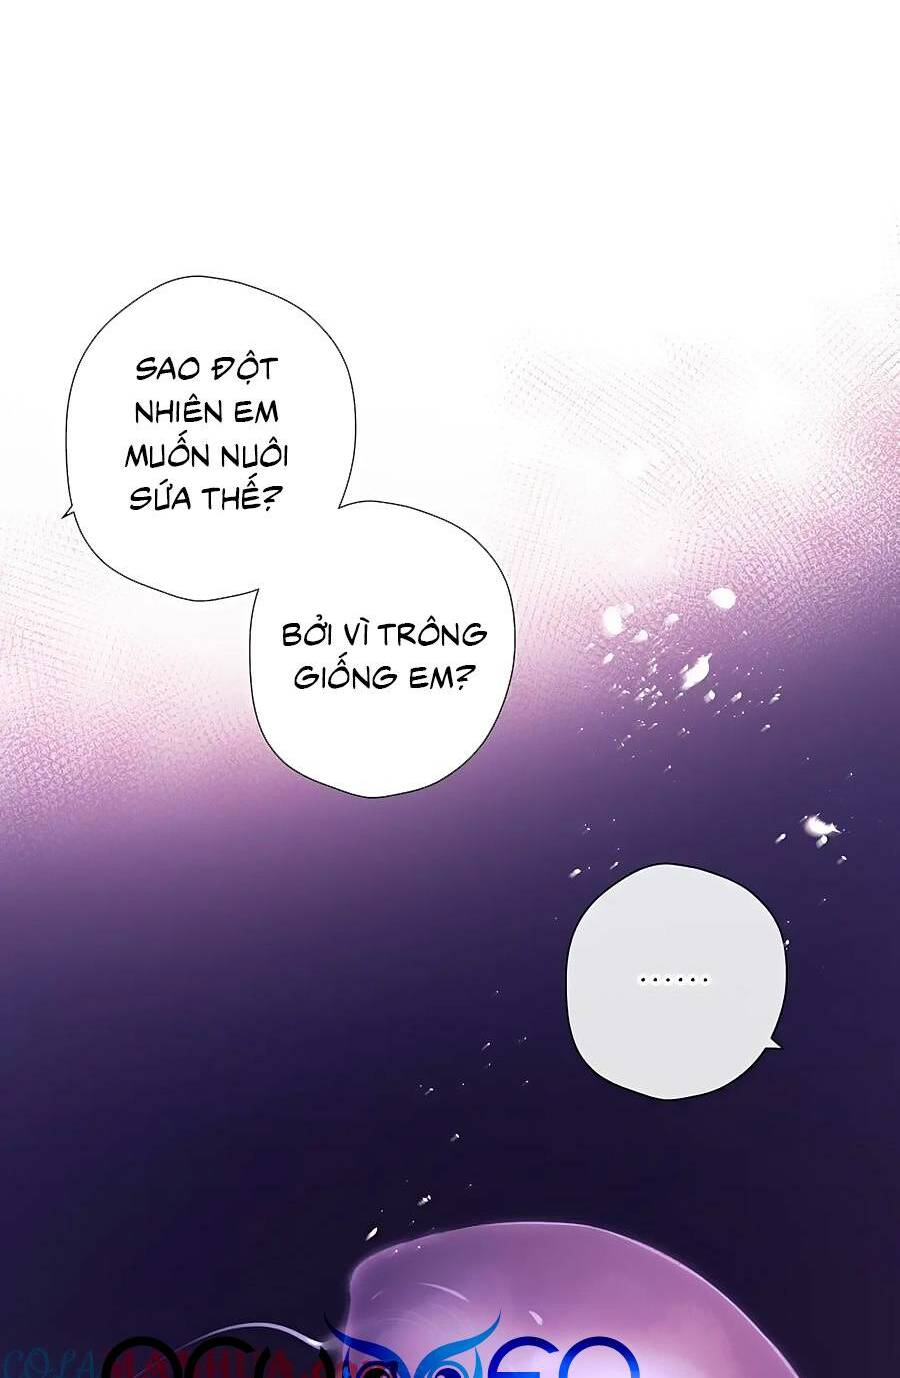 SAO ĐỘT
NHIÊN EM
MUỐN NUÔI
SỨA THẾ?
BỞI VÌ TRÔNG
GIỐNG EM?
......